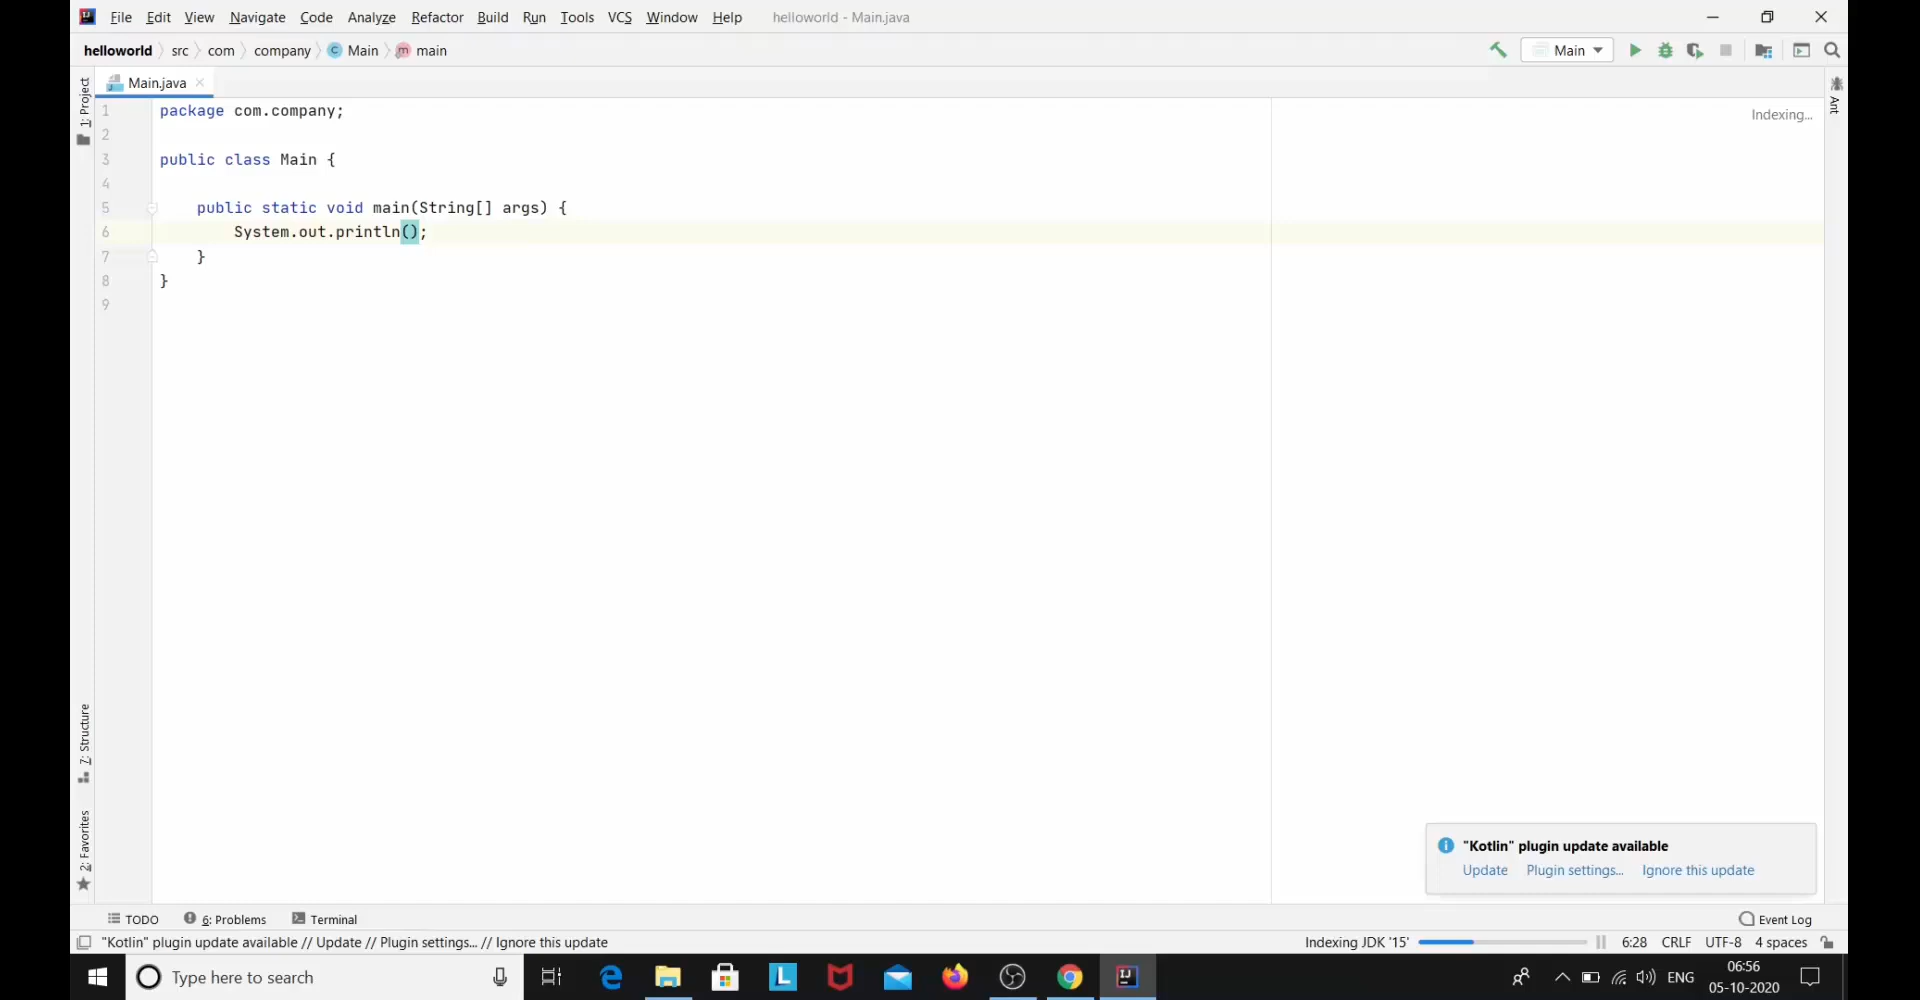 File Edit View Navigate Code Analyze Refactor Build Run Tools VCS Window Help helloworld - Main.java
helloworld src com company Main main
Main
Main.java
1: Project
Ant
Indexing...
1 package com.company;
2
3 public class Main {
4
5 public static void main(String[] args) {
6 System.out.println();
7 }
8 }
9
7: Structure
2: Favorites
"Kotlin" plugin update available
Update Plugin settings... Ignore this update
TODO 6: Problems Terminal Event Log
"Kotlin" plugin update available // Update // Plugin settings... // Ignore this update Indexing JDK '15' 6:28 CRLF UTF-8 4 spaces
Type here to search
ENG
06:56
05-10-2020